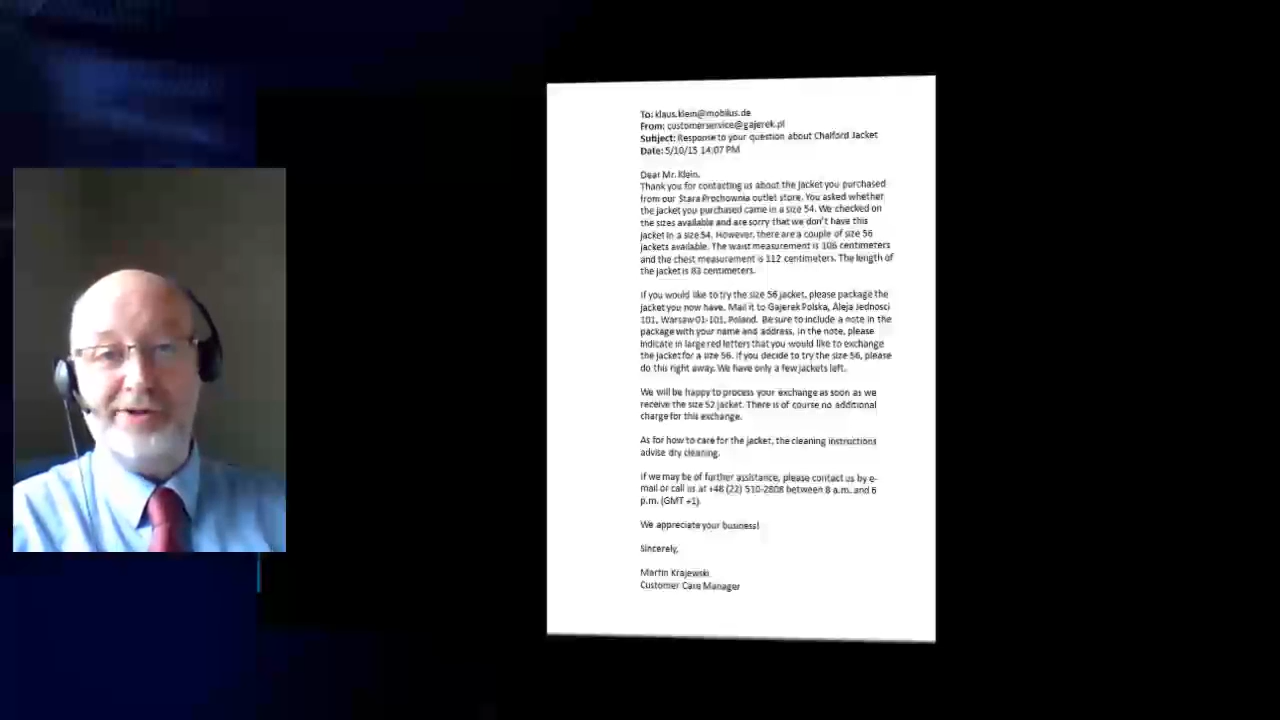 To: klaus.klein@mobilus.de
From: customerservice@gajerek.pl
Subject: Response to your question about Chalford Jacket
Date: 5/10/15 14:07 PM
Dear Mr. Klein,
Thank you for contacting us about the jacket you purchased
from our Stara Prochownia outlet store. You asked whether
the jacket you purchased came in a size 54. We checked on
the sizes available and are sorry that we don't have this
jacket in a size 54. However, there are a couple of size 56
jackets available. The waist measurement is 106 centimeters
and the chest measurement is 112 centimeters. The length of
the jacket is 83 centimeters.
If you would like to try the size 56 jacket, please package the
jacket you now have. Mail it to Gajerek Polska, Aleja Jednosci
101, Warsaw 01-101, Poland. Be sure to include a note in the
package with your name and address. In the note, please
indicate in large red letters that you would like to exchange
the jacket for a size 56. If you decide to try the size 56, please
do this right away. We have only a few jackets left.
We will be happy to process your exchange as soon as we
receive the size 52 jacket. There is of course no additional
charge for this exchange.
As for how to care for the jacket, the cleaning instructions
advise dry cleaning.
If we may be of further assistance, please contact us by e-
mail or call us at +48 (22) 510-2808 between 8 a.m. and 6
p.m. (GMT +1).
We appreciate your business!
Sincerely,
Martin Krajewski
Customer Care Manager